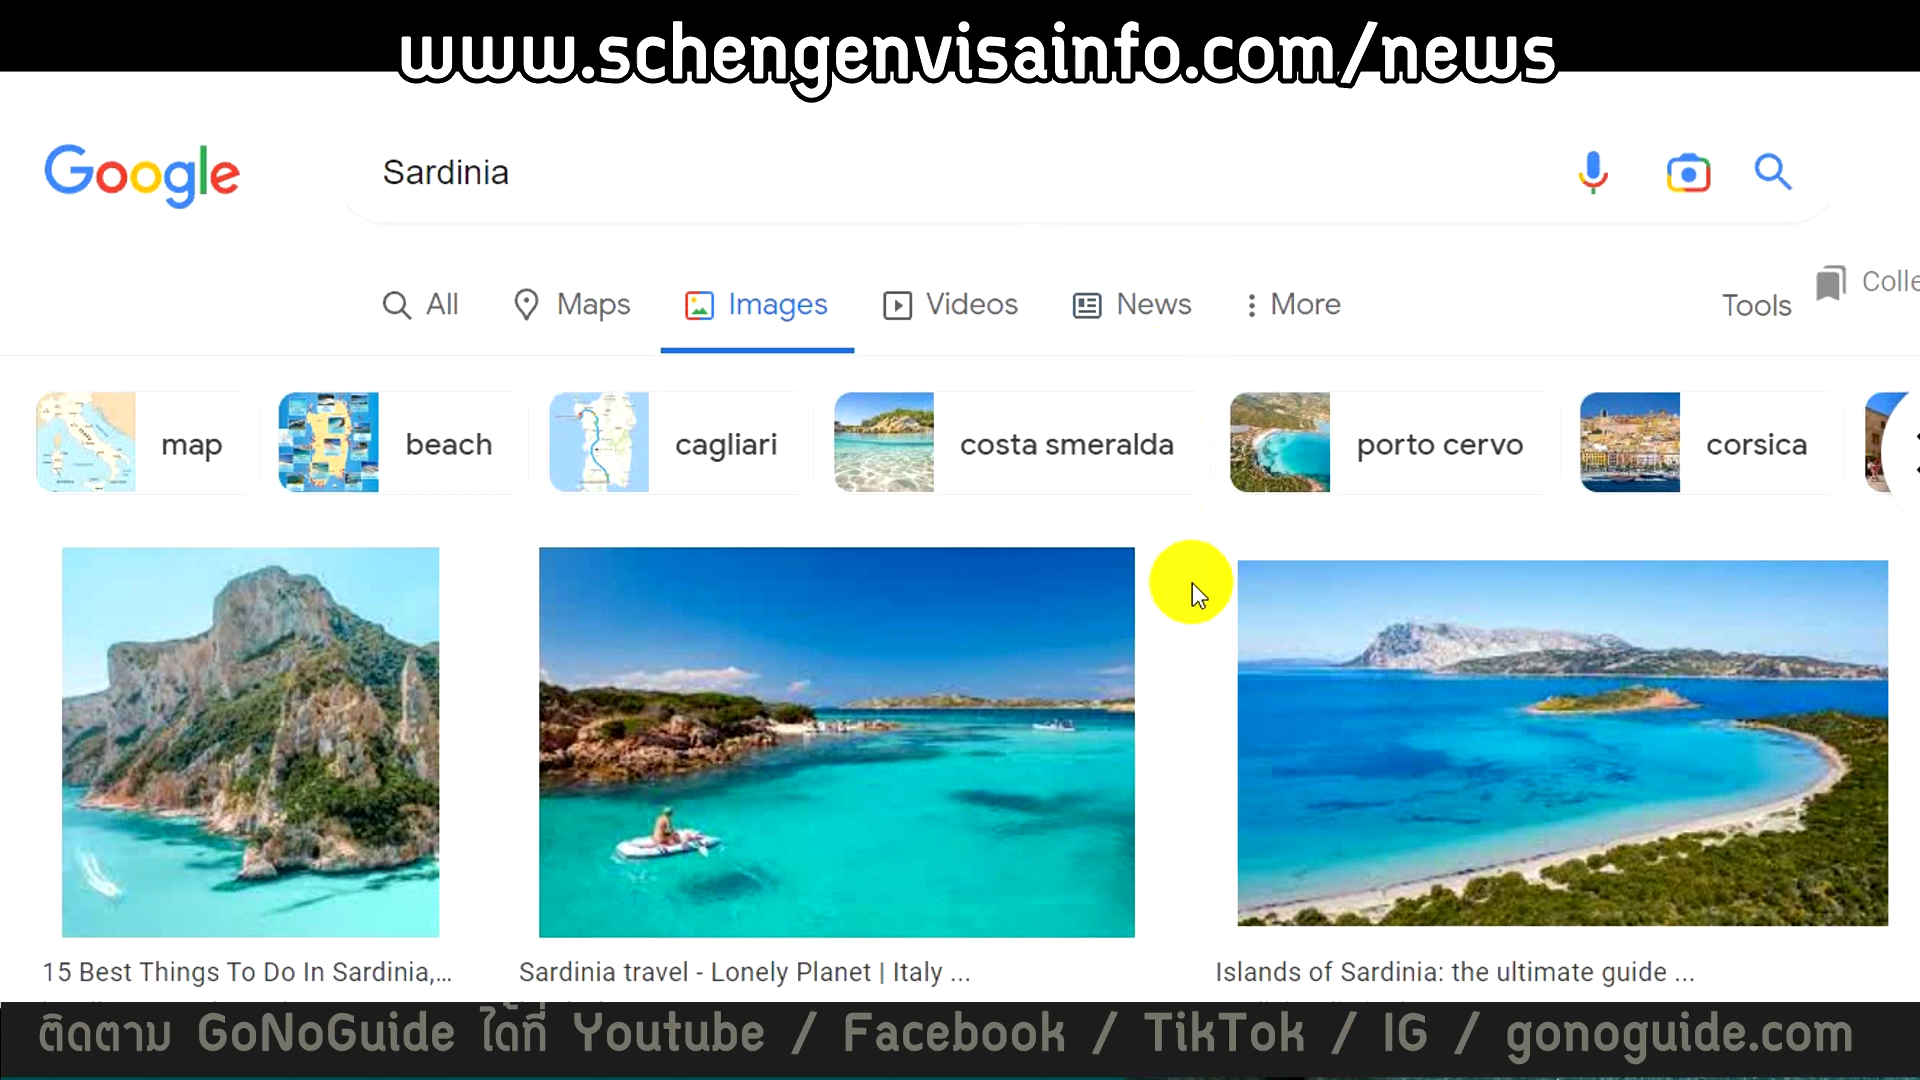 www.schengenvisainfo.com/news
Google
Sardinia
All
Maps
Images
Videos
News
More
Tools
Colle
map
beach
cagliari
costa smeralda
porto cervo
corsica
15 Best Things To Do In Sardinia,...
Sardinia travel - Lonely Planet | Italy ...
Islands of Sardinia: the ultimate guide ...
ติดตาม GoNoGuide ได้ที่ Youtube / Facebook / TikTok / IG / gonoguide.com